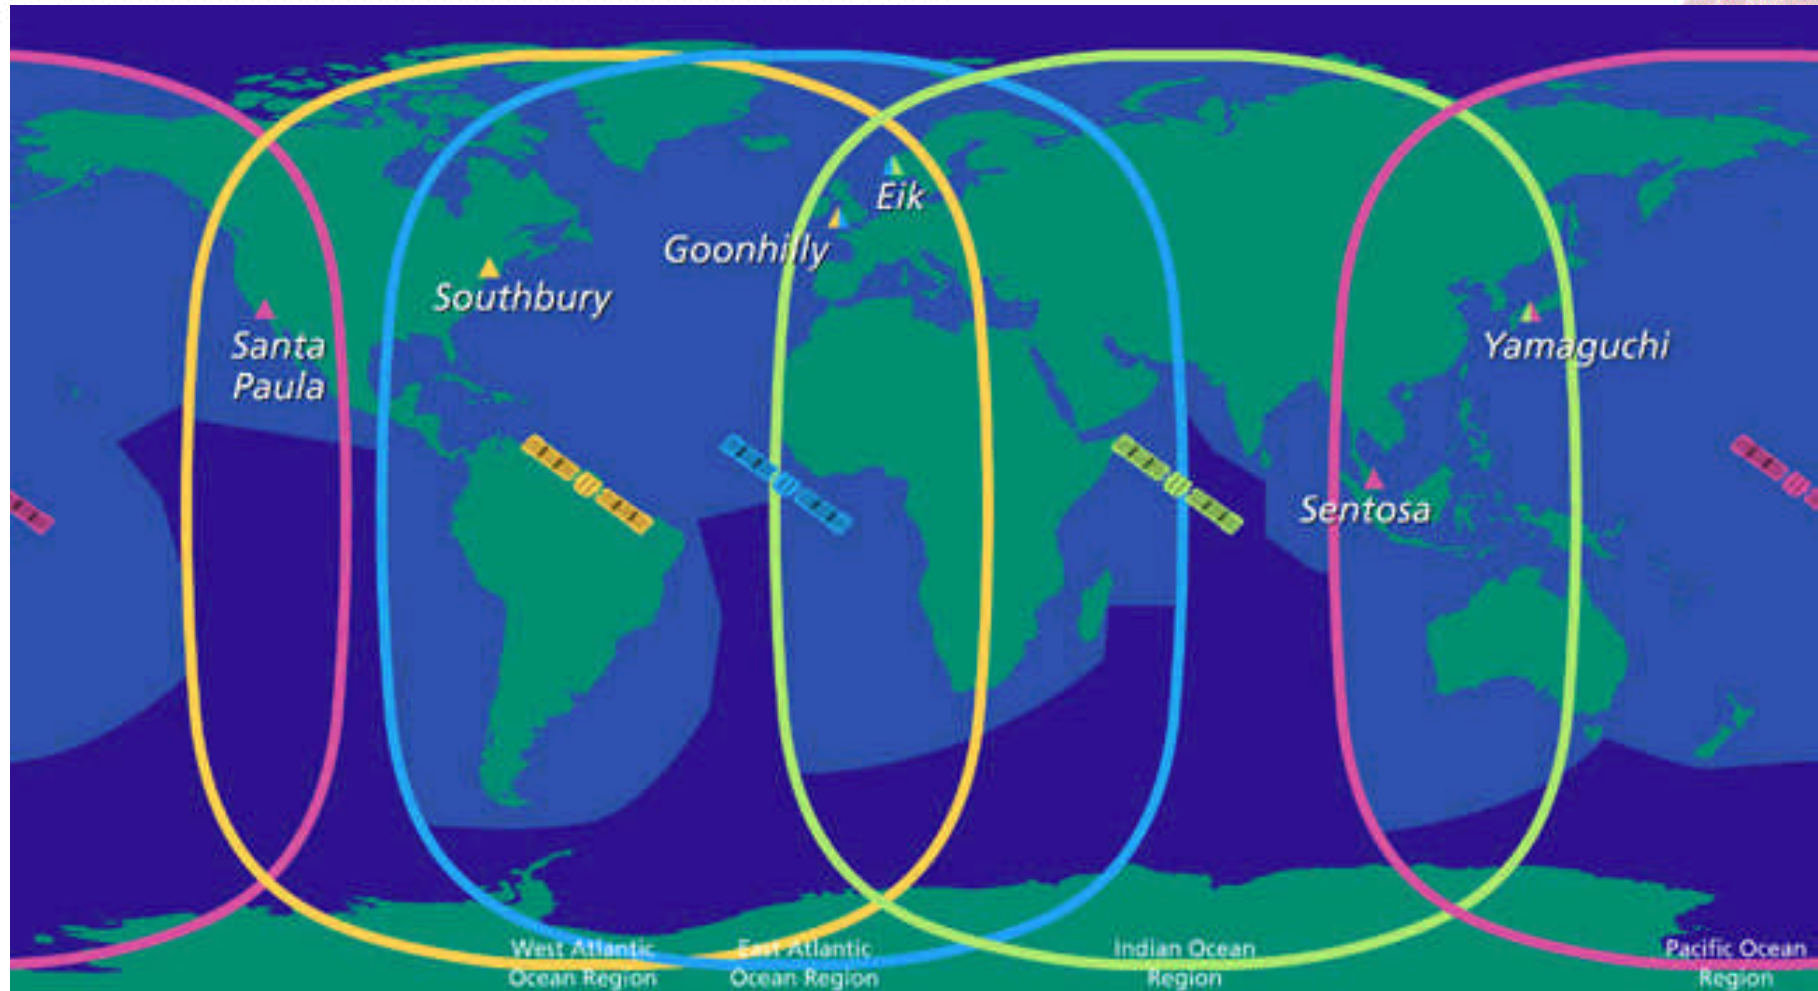 Eik
Goonhilly
Southbury
Santa
Paula
Yamaguchi
Sentosa
West Atlantic
Ocean Region
East Atlantic
Ocean Region
Indian Ocean
Region
Pacific Ocean
Region